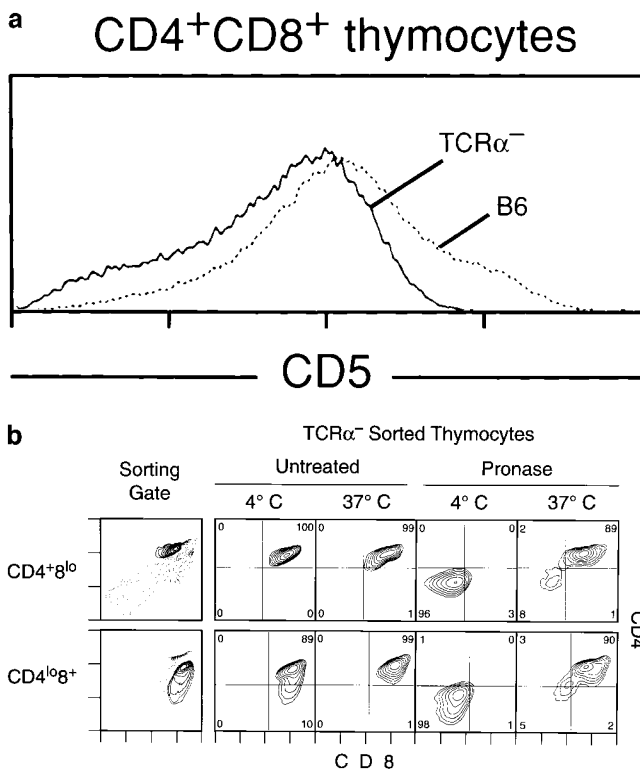 a
CD4⁺CD8⁺ thymocytes
TCRα⁻
B6
CD5
b
TCRα⁻ Sorted Thymocytes
Sorting Gate
Untreated
Pronase
4° C
37° C
4° C
37° C
CD4⁺8ˡᵒ
0 100 0 99 0 0 2 89
0 0 0 1 96 3 8 1
CD4
CD4ˡᵒ8⁺
0 89 0 99 1 0 3 90
0 10 0 1 98 1 5 2
C D 8